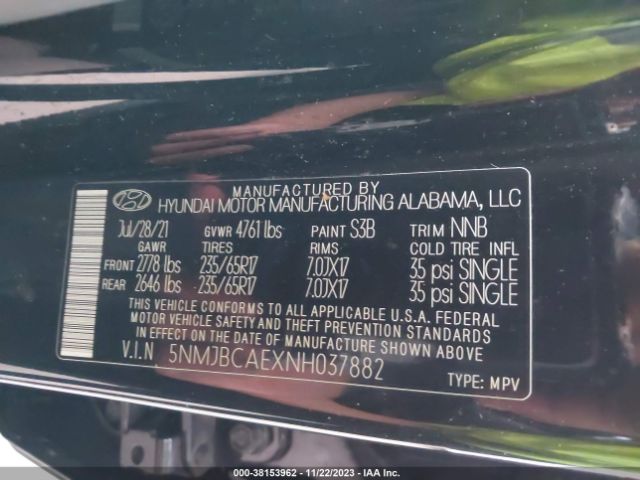 MANUFACTURED BY
HYUNDAI MOTOR MANUFACTURING ALABAMA, LLC
Jul/28/21 GVWR 4761 lbs PAINT S3B TRIM NNB
GAWR TIRES RIMS COLD TIRE INFL
FRONT 2778 lbs 235/65R17 7.0JX17 35 psi SINGLE
REAR 2646 lbs 235/65R17 7.0JX17 35 psi SINGLE
THIS VEHICLE CONFORMS TO ALL APPLICABLE U.S.A. FEDERAL
MOTOR VEHICLE SAFETY AND THEFT PREVENTION STANDARDS
IN EFFECT ON THE DATE OF MANUFACTURE SHOWN ABOVE.
V.I.N 5NMJBCAEXNH037882
TYPE: MPV
000-38153962 - 11/22/2023 - IAA Inc.